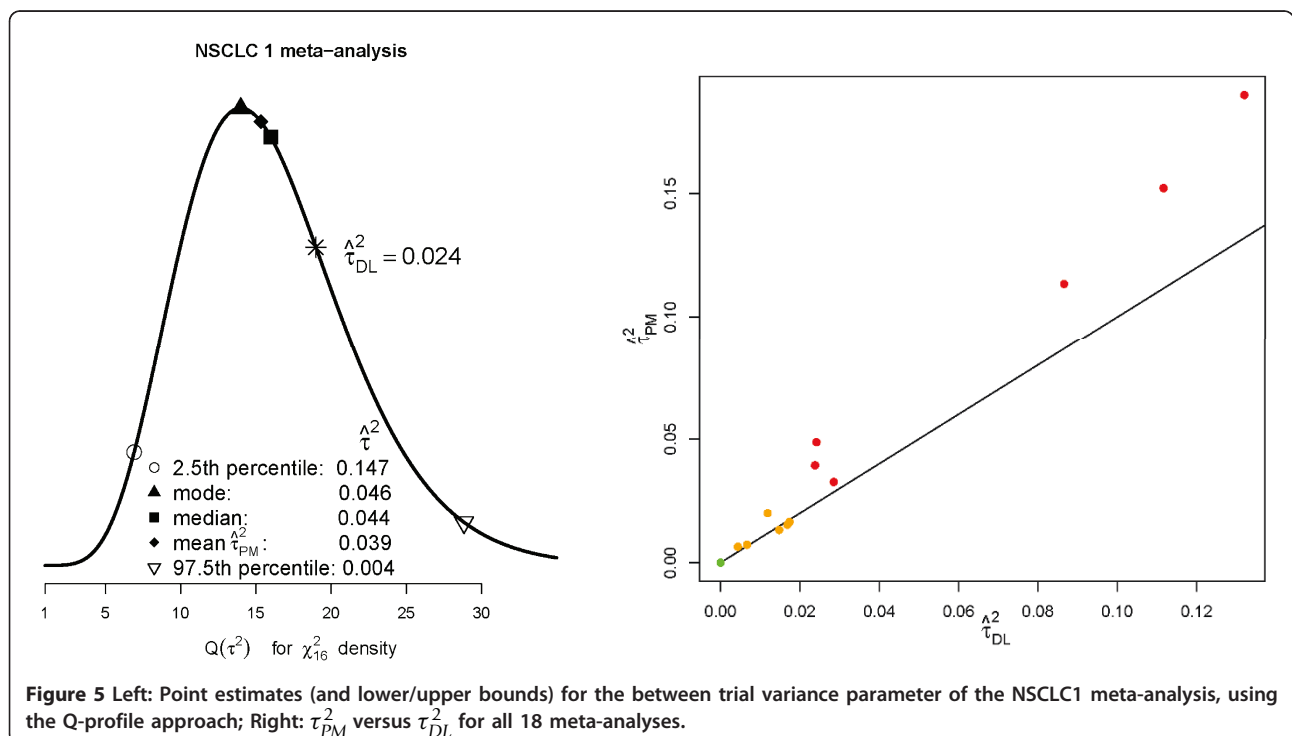 NSCLC 1 meta−analysis
τ̂²_DL = 0.024
τ̂²
○ 2.5th percentile: 0.147
▲ mode: 0.046
■ median: 0.044
◆ mean τ̂²_PM: 0.039
▽ 97.5th percentile: 0.004
1 5 10 15 20 25 30
Q(τ²) for χ²_16 density
0.15
0.10
τ̂²_PM
0.05
0.00
0.00 0.02 0.04 0.06 0.08 0.10 0.12
τ̂²_DL
Figure 5 Left: Point estimates (and lower/upper bounds) for the between trial variance parameter of the NSCLC1 meta-analysis, using
the Q-profile approach; Right: τ²_PM versus τ²_DL for all 18 meta-analyses.